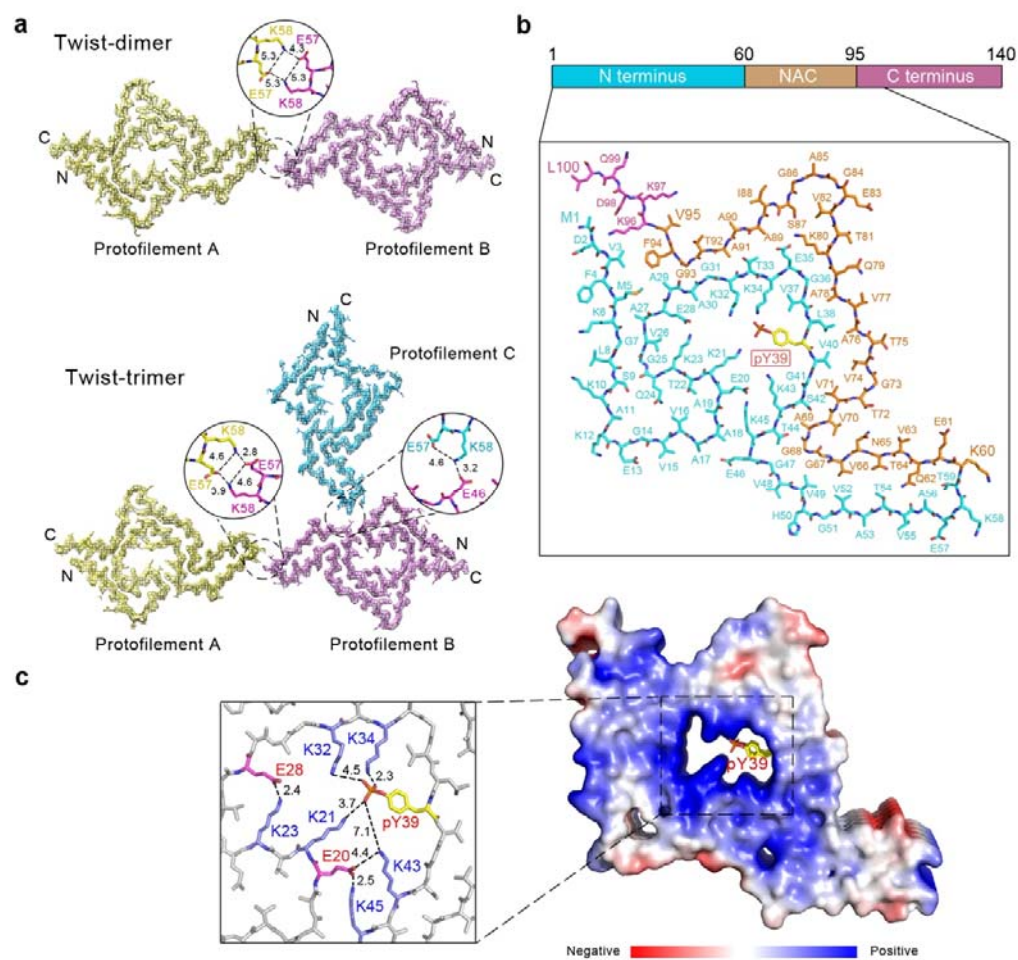 a
Twist-dimer
K58
E57
4.3
5.3
5.3
5.3
E57
K58
C
N
N
C
Protofilament A
Protofilament B
Twist-trimer
C
N
Protofilament C
K58
4.6
2.8
E57
E57
3.9
4.6
K58
E57
K58
4.6
3.2
E46
C
N
N
C
Protofilament A
Protofilament B
b
1
60
95
140
N terminus
NAC
C terminus
L100
Q99
D98
K97
K96
V95
F94
G93
T92
A91
A90
A89
I88
S87
G86
A85
G84
E83
V82
T81
K80
Q79
A78
V77
A76
T75
V74
G73
T72
V71
V70
A69
G68
G67
V66
N65
T64
V63
Q62
E61
K60
M1
D2
V3
F4
M5
K6
G7
L8
S9
K10
A11
K12
E13
G14
V15
V16
A17
A18
A19
E20
K21
T22
K23
Q24
G25
V26
A27
E28
A29
A30
G31
K32
T33
K34
E35
G36
V37
L38
pY39
V40
G41
S42
K43
T44
K45
E46
G47
V48
V49
H50
G51
V52
A53
T54
V55
A56
E57
K58
T59
c
K32
K34
E28
4.5
2.3
2.4
3.7
pY39
K21
K23
7.1
E20
4.4
K43
2.5
K45
pY39
Negative
Positive